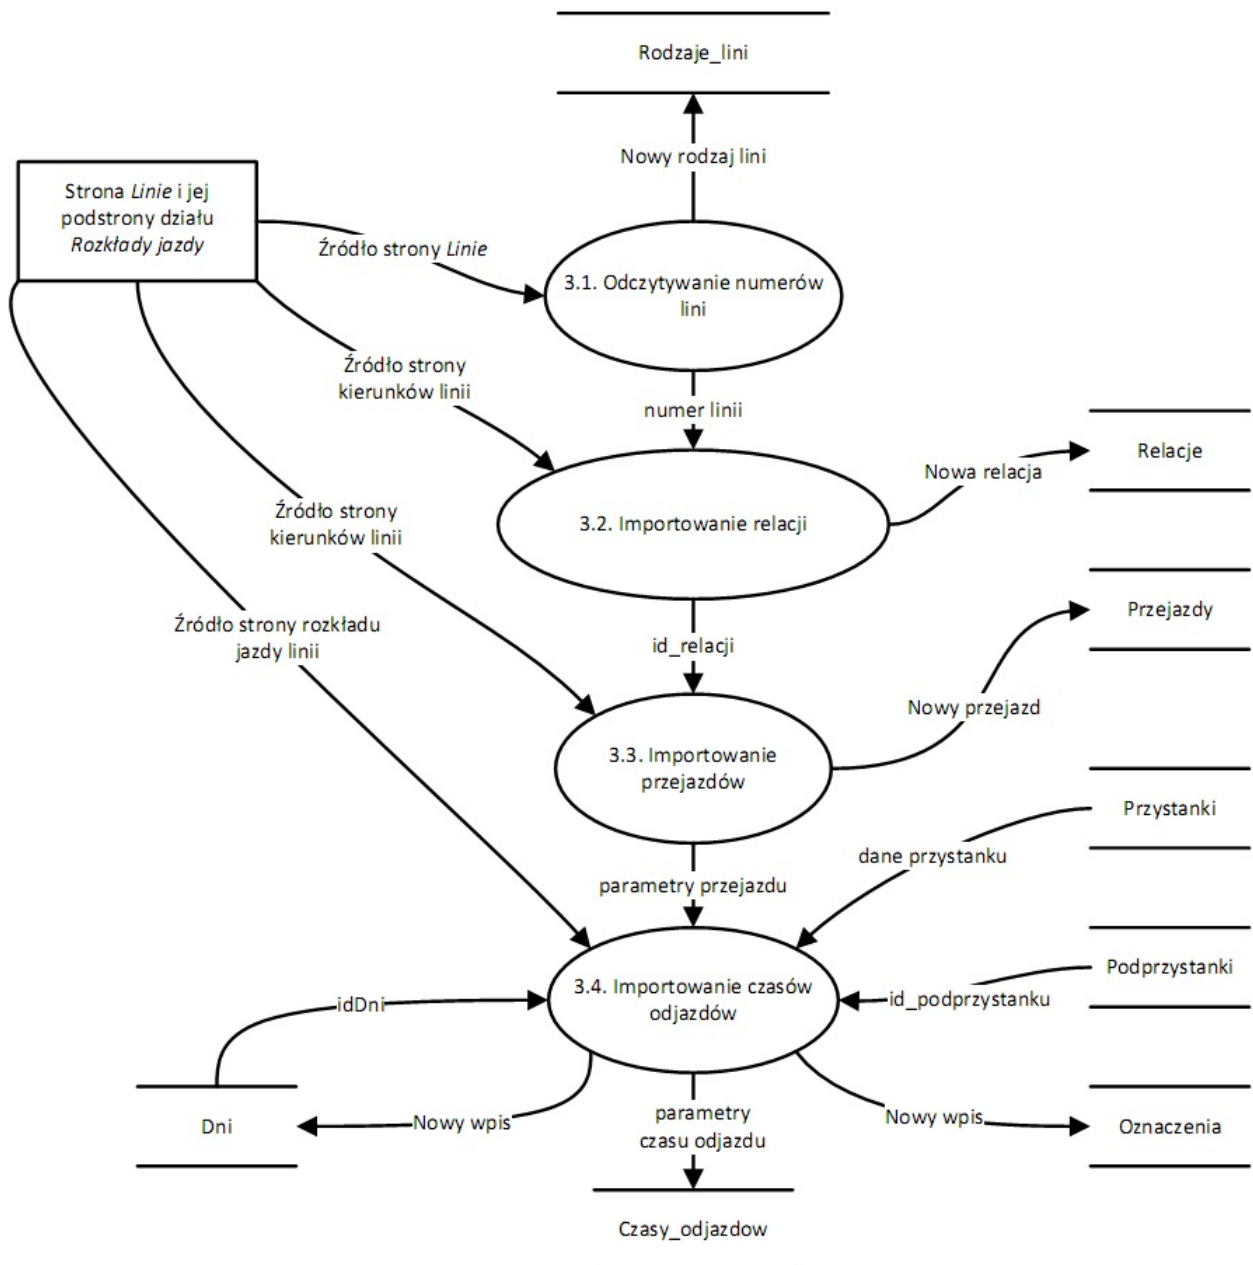 Rodzaje_lini
Nowy rodzaj lini
Strona Linie i jej
podstrony działu
Rozkłady jazdy
Źródło strony Linie
3.1. Odczytywanie numerów
lini
Źródło strony
kierunków linii
numer linii
Relacje
Nowa relacja
3.2. Importowanie relacji
Źródło strony
kierunków linii
Przejazdy
Źródło strony rozkładu
jazdy linii
id_relacji
Nowy przejazd
3.3. Importowanie
przejazdów
Przystanki
dane przystanku
parametry przejazdu
Podprzystanki
3.4. Importowanie czasów
odjazdów
idDni
id_podprzystanku
Dni
Nowy wpis
parametry
czasu odjazdu
Nowy wpis
Oznaczenia
Czasy_odjazdow